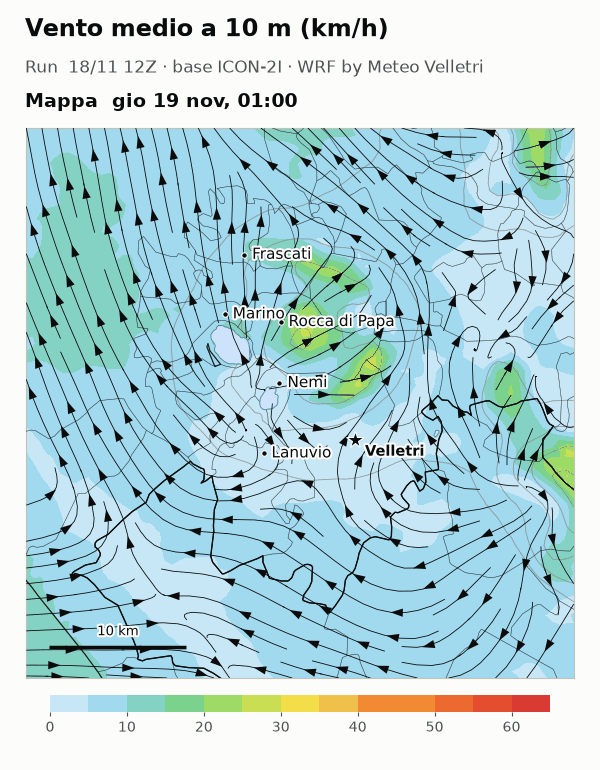 Vento medio a 10 m (km/h)
Run 18/11 12Z · base ICON-2I · WRF by Meteo Velletri
Mappa gio 19 nov, 01:00
Frascati
Marino
Rocca di Papa
Nemi
Velletri
Lanuvio
10 km
0 10 20 30 40 50 60